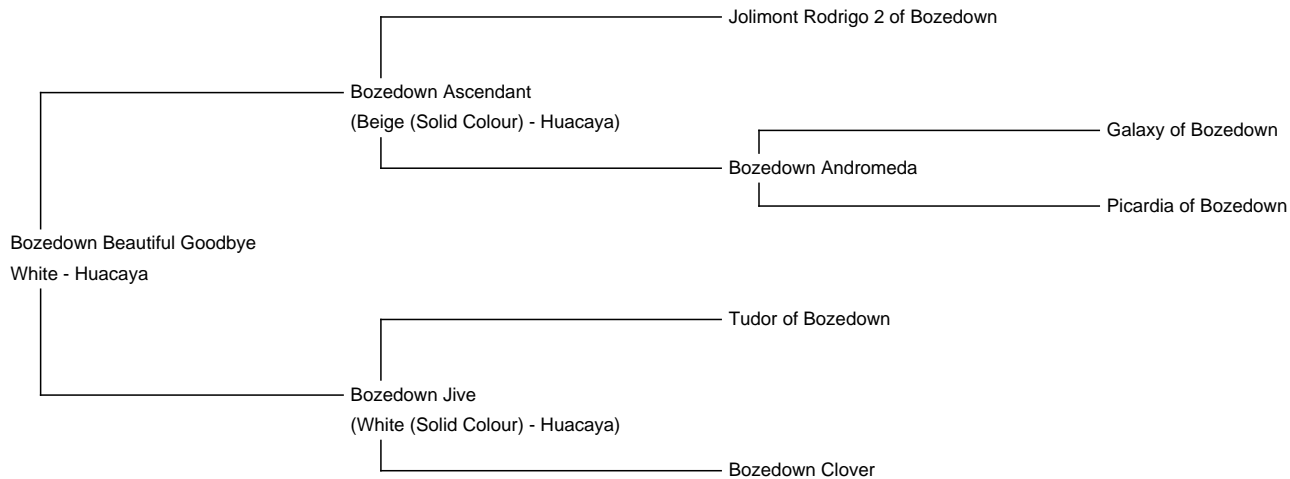 Jolimont Rodrigo 2 of Bozedown
Bozedown Ascendant
(Beige (Solid Colour) - Huacaya)
Galaxy of Bozedown
Bozedown Andromeda
Picardia of Bozedown
Bozedown Beautiful Goodbye
White - Huacaya
Tudor of Bozedown
Bozedown Jive
(White (Solid Colour) - Huacaya)
Bozedown Clover